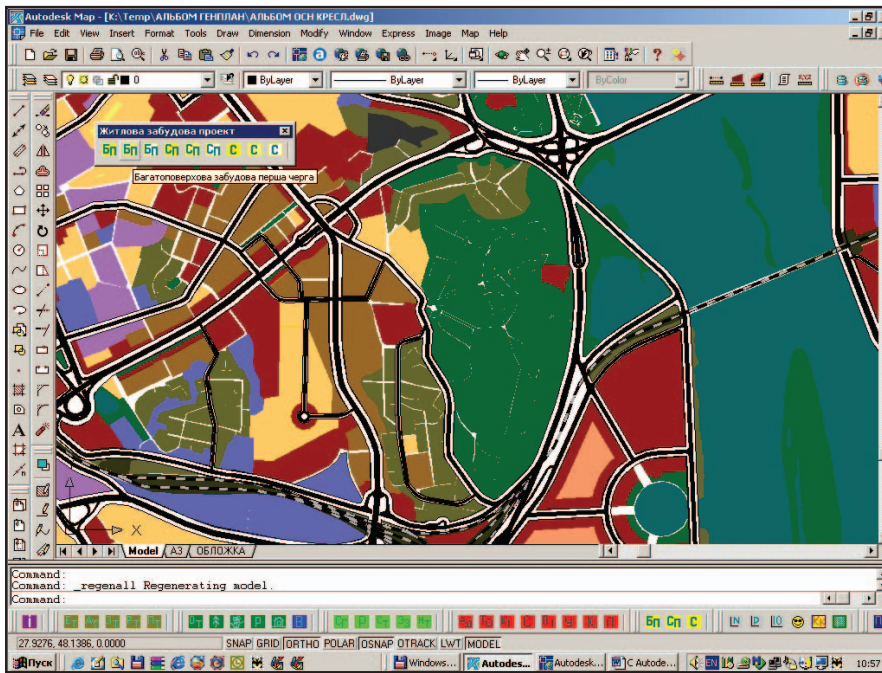 Autodesk Map - [K:\Temp\АЛЬБОМ ГЕНПЛАН\АЛЬБОМ ОСН КРЕСЛ.dwg]
File Edit View Insert Format Tools Draw Dimension Modify Window Express Image Map Help
0 ByLayer ByLayer ByLayer ByColor
Житлова забудова проект
Бп Бп Бп Сп Сп Сп С С С
Багатоповерхова забудова перша черга
X
Model A3 ОБЛОЖКА
Command:
Command: _regenall Regenerating model.
Command:
Бп Сп С
27.9276, 48.1386, 0.0000 SNAP GRID ORTHO POLAR OSNAP OTRACK LWT MODEL
Пуск Windows... Autodes... Autodesk... С Autode... EN 10:57